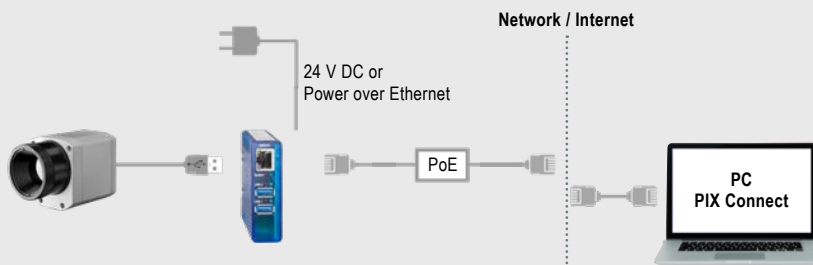 Network / Internet
24 V DC or
Power over Ethernet
PoE
PC
PIX Connect